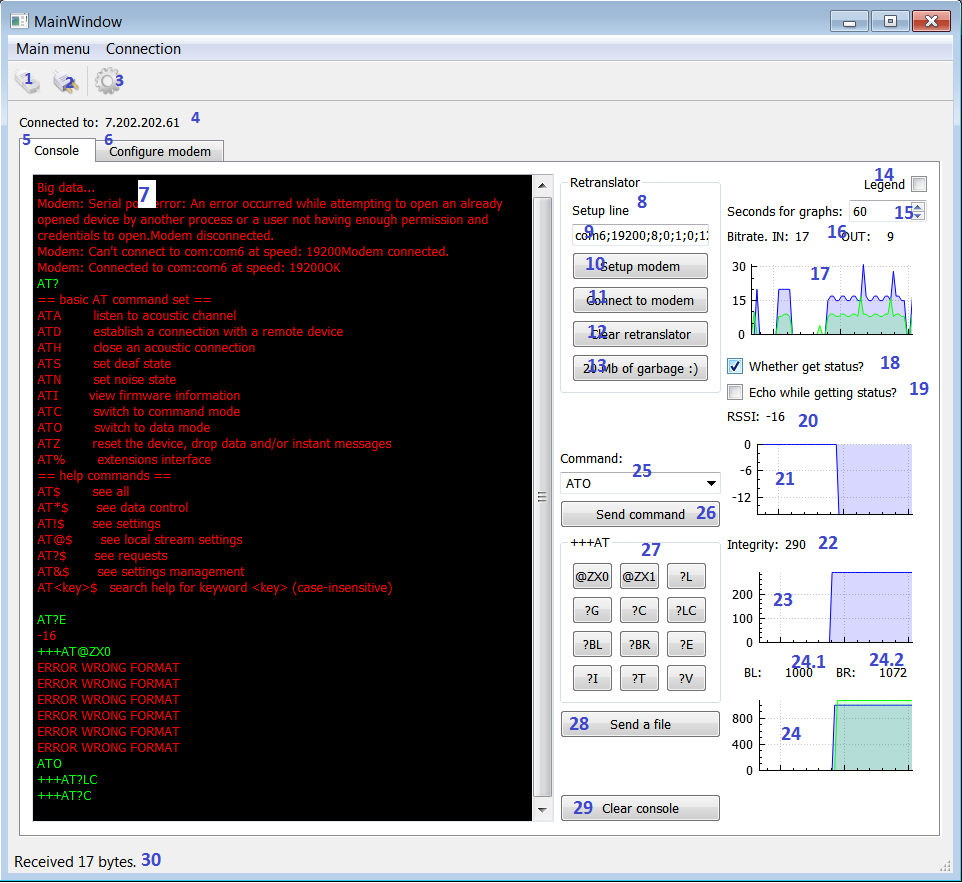 MainWindow
Main menu Connection
1 2 3
Connected to: 7.202.202.61 4
5 Console 6 Configure modem
Big data... 7
Modem: Serial port error: An error occurred while attempting to open an already
opened device by another process or a user not having enough permission and
credentials to open.Modem disconnected.
Modem: Can't connect to com:com6 at speed: 19200Modem connected.
Modem: Connected to com:com6 at speed: 19200OK
AT?
== basic AT command set ==
ATA listen to acoustic channel
ATD establish a connection with a remote device
ATH close an acoustic connection
ATS set deaf state
ATN set noise state
ATI view firmware information
ATC switch to command mode
ATO switch to data mode
ATZ reset the device, drop data and/or instant messages
AT% extensions interface
== help commands ==
AT$ see all
AT*$ see data control
AT!$ see settings
AT@$ see local stream settings
AT?$ see requests
AT&$ see settings management
AT<key>$ search help for keyword <key> (case-insensitive)
AT?E
-16
+++AT@ZX0
ERROR WRONG FORMAT
ERROR WRONG FORMAT
ERROR WRONG FORMAT
ERROR WRONG FORMAT
ERROR WRONG FORMAT
ERROR WRONG FORMAT
ATO
+++AT?LC
+++AT?C
Retranslator
8
Setup line
9 com6;19200;8;0;1;0;12
10 Setup modem
11 Connect to modem
12 Clear retranslator
13 20 Mb of garbage :)
Command: 25
ATO
Send command 26
+++AT 27
@ZX0 @ZX1 ?L
?G ?C ?LC
?BL ?BR ?E
?I ?T ?V
28 Send a file
29 Clear console
14
Legend
Seconds for graphs: 60 15
Bitrate. IN: 17 16 OUT: 9
30 17
15
0
Whether get status? 18
Echo while getting status? 19
RSSI: -16 20
0
-6
-12 21
Integrity: 290 22
200 23
100
0
24.1 24.2
BL: 1000 BR: 1072
800
400 24
0
Received 17 bytes. 30